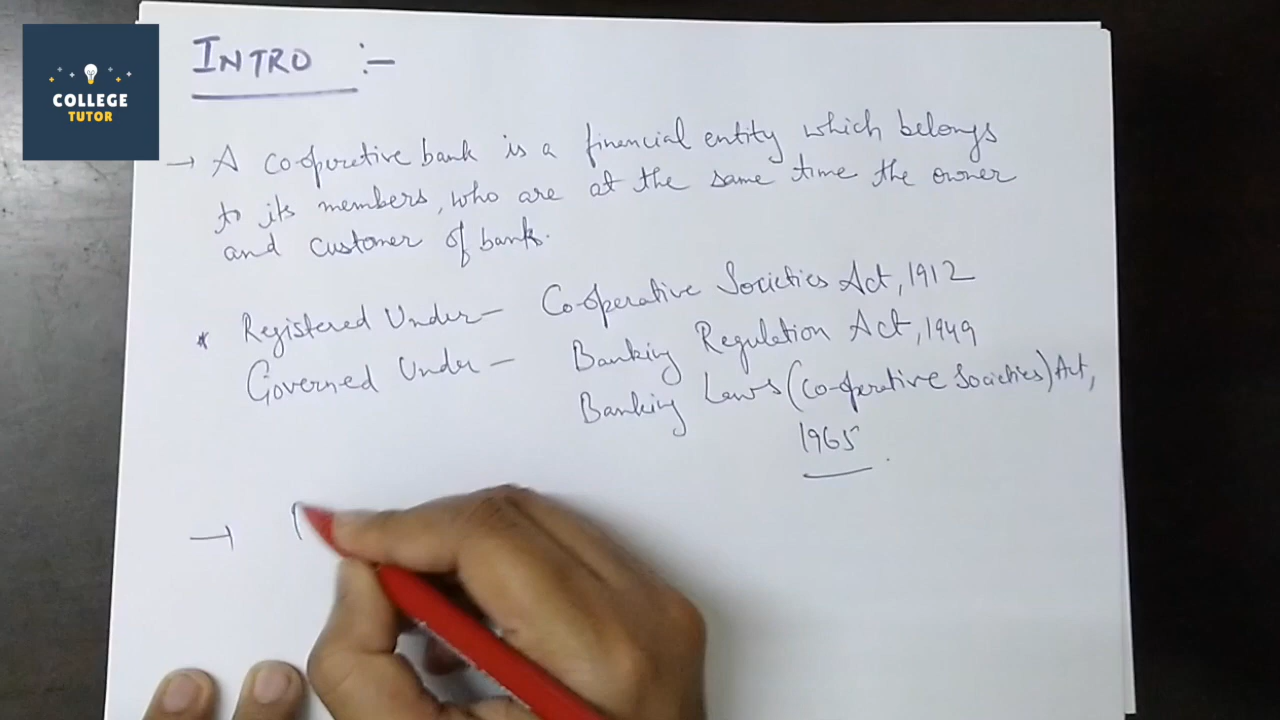 COLLEGE
TUTOR
INTRO :-
→ A co-operative bank is a financial entity which belongs
to its members, who are at the same time the owner
and customer of bank.
* Registered Under - Co-operative Societies Act, 1912
Governed Under - Banking Regulation Act, 1949
Banking Laws (Co-operative Societies) Act,
1965.
→